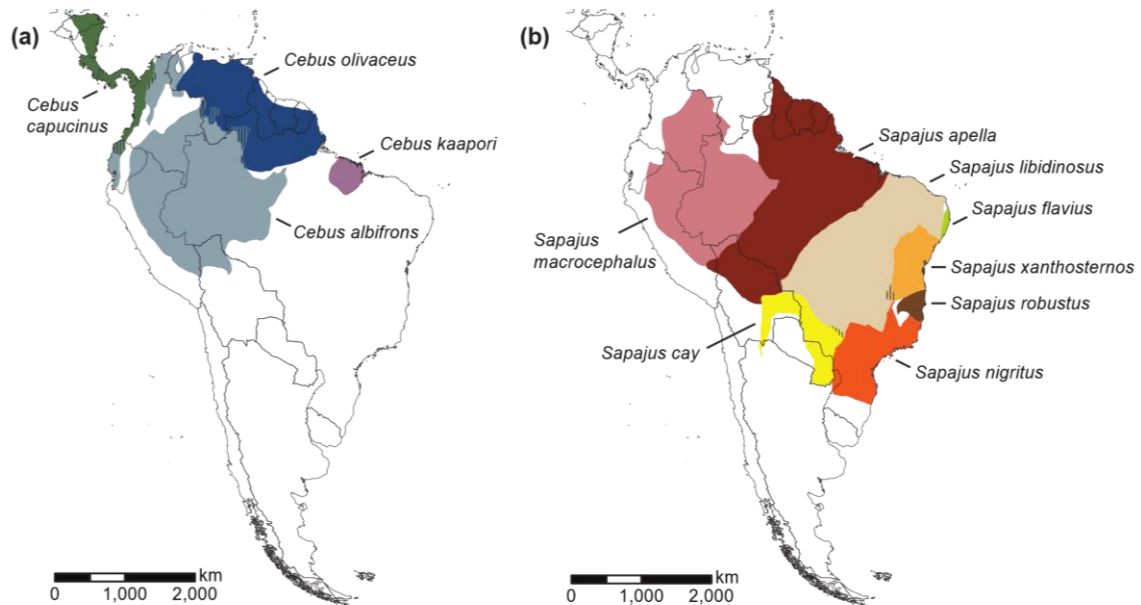 (a)
Cebus olivaceus
Cebus
capucinus
Cebus kaapori
Cebus albifrons
km
0 1,000 2,000
(b)
Sapajus apella
Sapajus libidinosus
Sapajus flavius
Sapajus
macrocephalus
Sapajus xanthosternos
Sapajus robustus
Sapajus cay
Sapajus nigritus
km
0 1,000 2,000